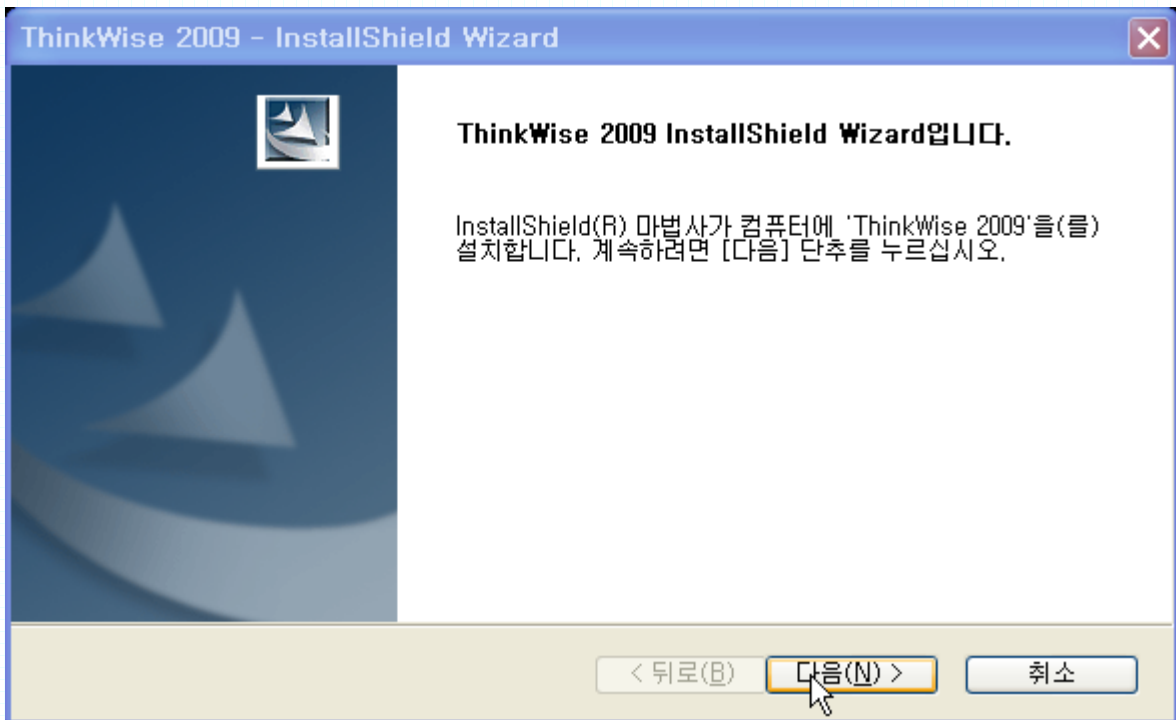 ThinkWise 2009 - InstallShield Wizard
ThinkWise 2009 InstallShield Wizard입니다.
InstallShield(R) 마법사가 컴퓨터에 'ThinkWise 2009'을(를)
설치합니다. 계속하려면 [다음] 단추를 누르십시오.
< 뒤로(B) 다음(N) > 취소